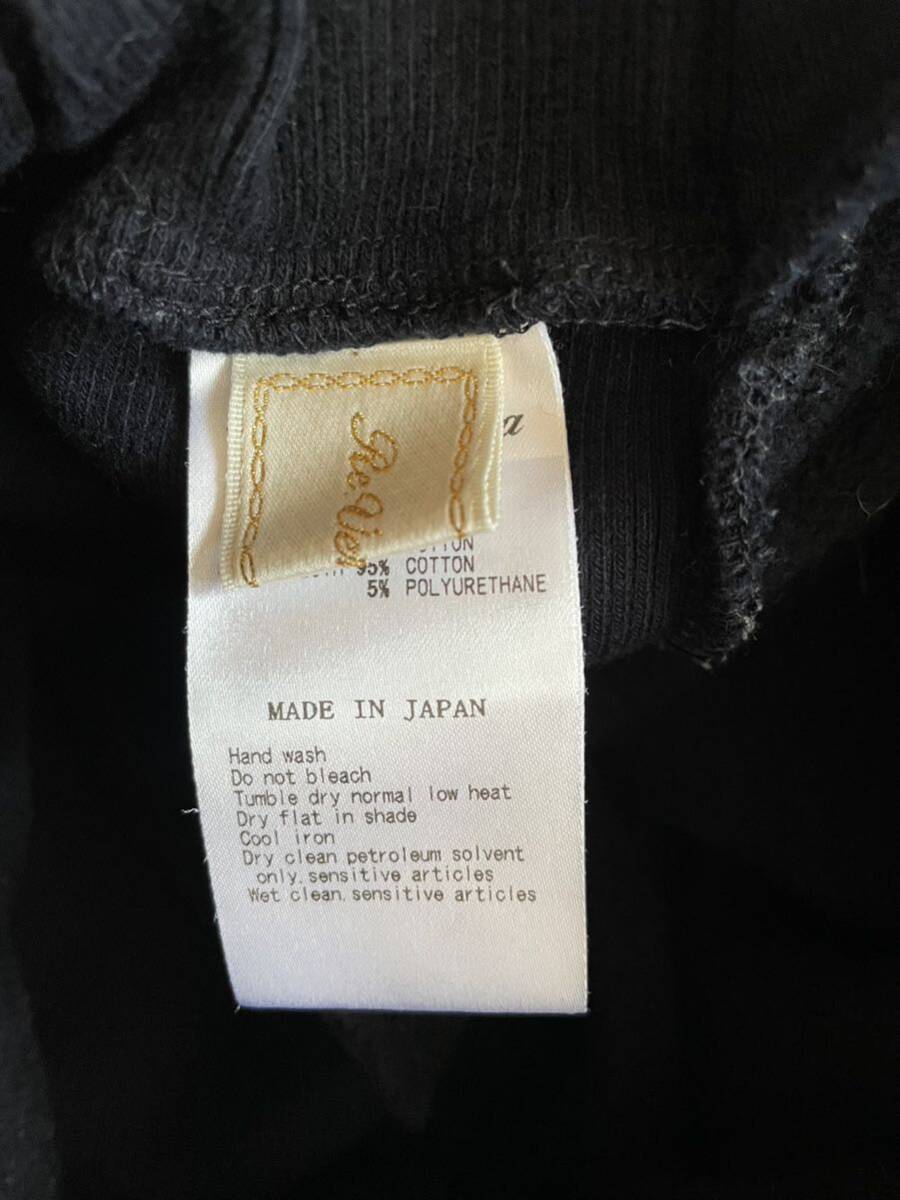 a
COTTON
95% COTTON
5% POLYURETHANE
MADE IN JAPAN
Hand wash
Do not bleach
Tumble dry normal low heat
Dry flat in shade
Cool iron
Dry clean petroleum solvent
only. sensitive articles
Wet clean. sensitive articles